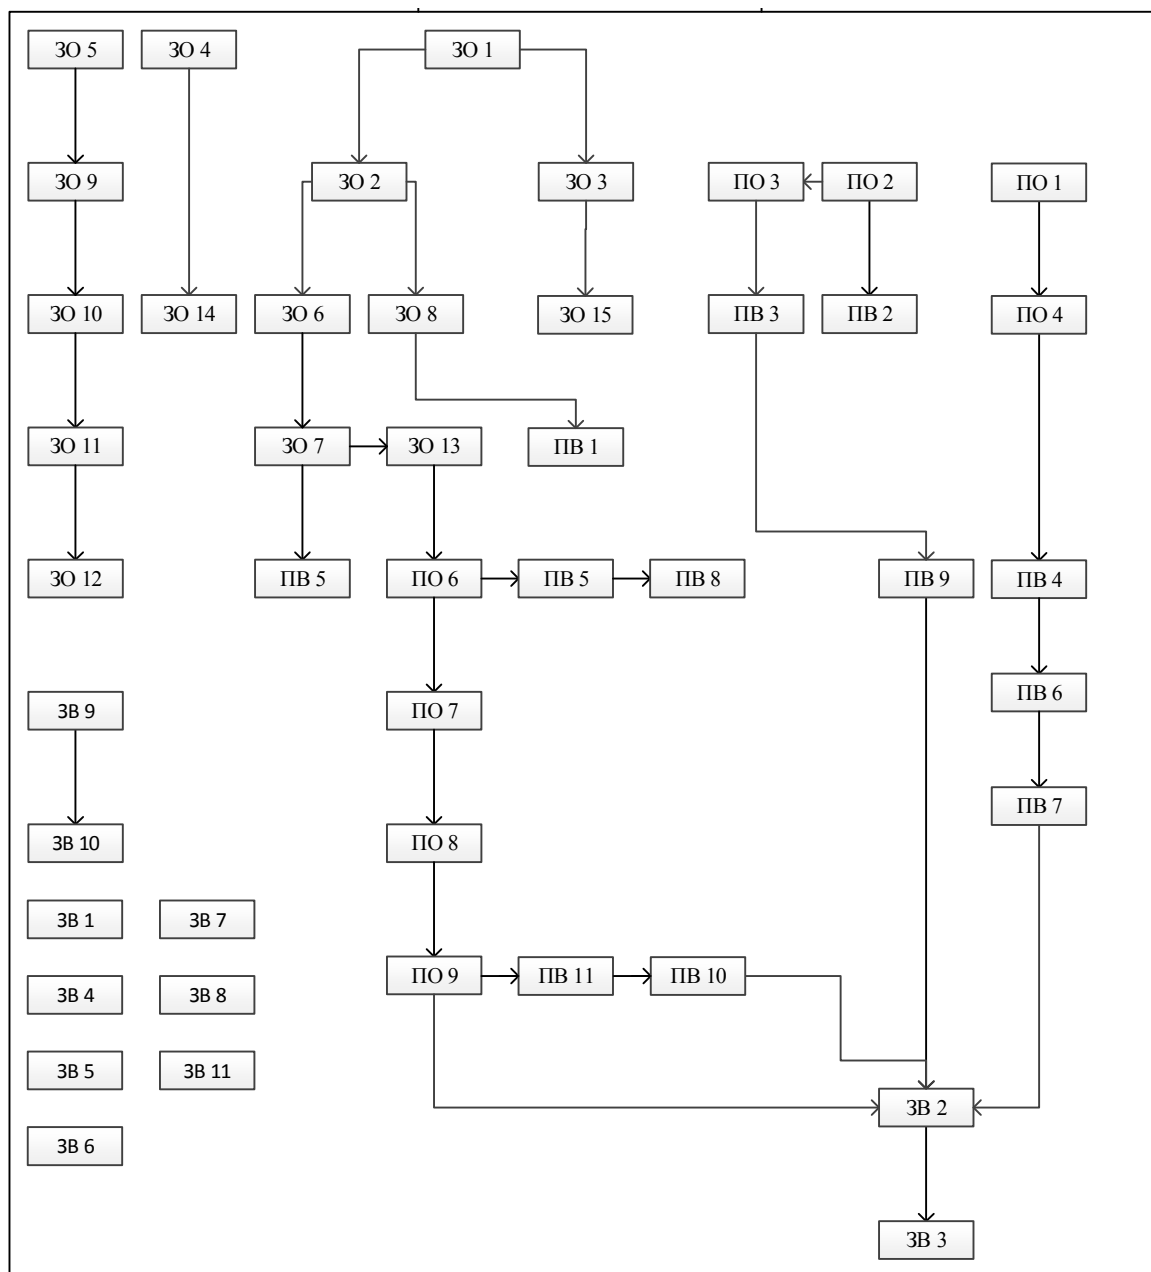 ЗО 5
ЗО 4
ЗО 1
ЗО 9
ЗО 2
ЗО 3
ПО 3
ПО 2
ПО 1
ЗО 10
ЗО 14
ЗО 6
ЗО 8
ЗО 15
ПВ 3
ПВ 2
ПО 4
ЗО 11
ЗО 7
ЗО 13
ПВ 1
ЗО 12
ПВ 5
ПО 6
ПВ 5
ПВ 8
ПВ 9
ПВ 4
ЗВ 9
ПО 7
ПВ 6
ПВ 7
ЗВ 10
ПО 8
ЗВ 1
ЗВ 7
ПО 9
ПВ 11
ПВ 10
ЗВ 4
ЗВ 8
ЗВ 5
ЗВ 11
ЗВ 2
ЗВ 6
ЗВ 3